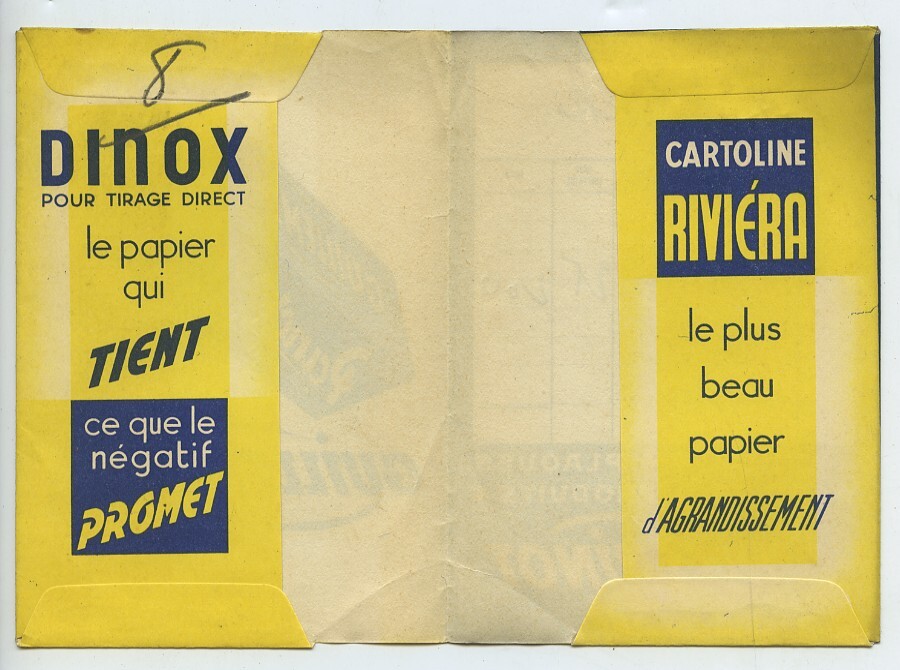 8
DINOX
POUR TIRAGE DIRECT
le papier
qui
TIENT
ce que le
négatif
PROMET
CARTOLINE
RIVIÉRA
le plus
beau
papier
d'AGRANDISSEMENT